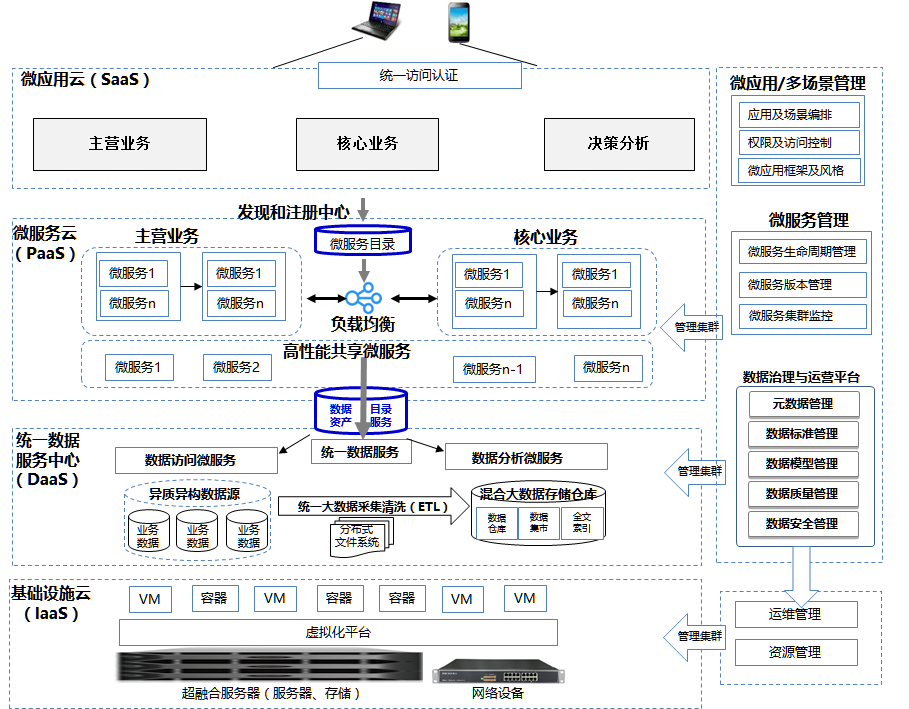 微应用云（SaaS）
统一访问认证
主营业务
核心业务
决策分析
发现和注册中心
微服务云
（PaaS）
主营业务
微服务目录
核心业务
微服务1
微服务n
微服务1
微服务n
负载均衡
微服务1
微服务n
微服务1
微服务n
高性能共享微服务
微服务1
微服务2
微服务n-1
微服务n
数据
资产
目录
服务
统一数据
服务中心
（DaaS）
数据访问微服务
统一数据服务
数据分析微服务
异质异构数据源
业务
数据
业务
数据
业务
数据
统一大数据采集清洗（ETL）
分布式
文件系统
混合大数据存储仓库
数据
仓库
数据
集市
全文
索引
基础设施云
（IaaS）
VM
容器
VM
容器
容器
VM
VM
虚拟化平台
超融合服务器（服务器、存储）
网络设备
微应用/多场景管理
应用及场景编排
权限及访问控制
微应用框架及风格
微服务管理
微服务生命周期管理
微服务版本管理
微服务集群监控
管理集群
数据治理与运营平台
元数据管理
数据标准管理
数据模型管理
数据质量管理
数据安全管理
管理集群
运维管理
资源管理
管理集群